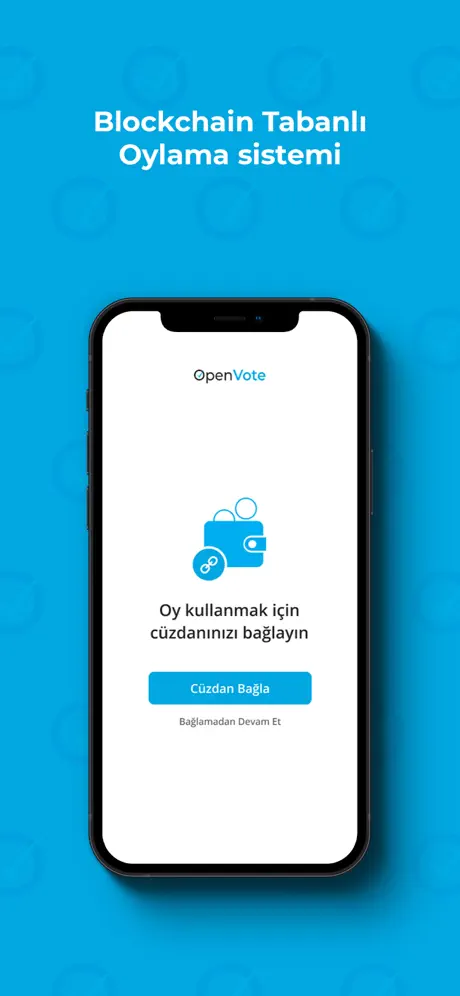 Blockchain Tabanlı
Oylama sistemi
OpenVote
Oy kullanmak için
cüzdanınızı bağlayın
Cüzdan Bağla
Bağlamadan Devam Et